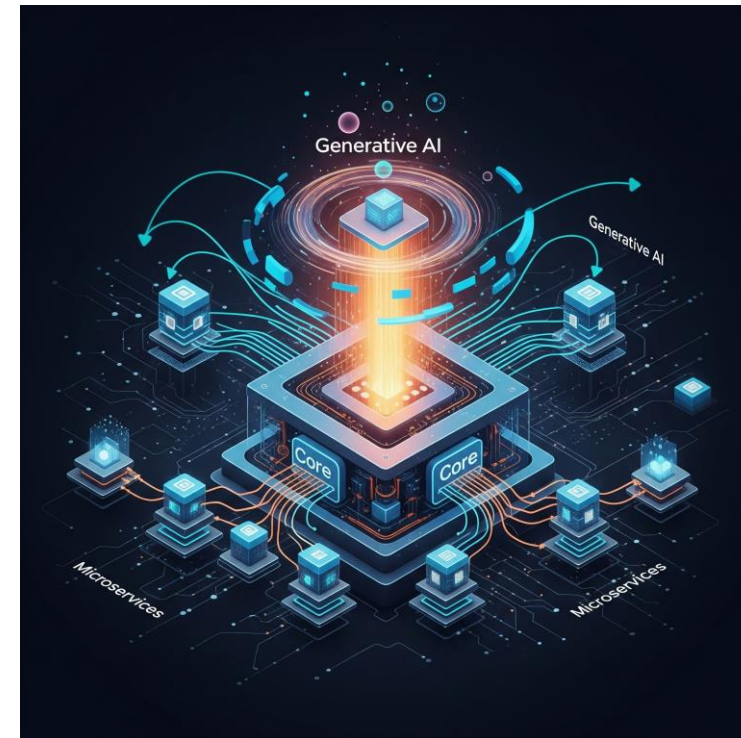 Generative AI
Generative AI
Core
Core
Microservices
Microservices